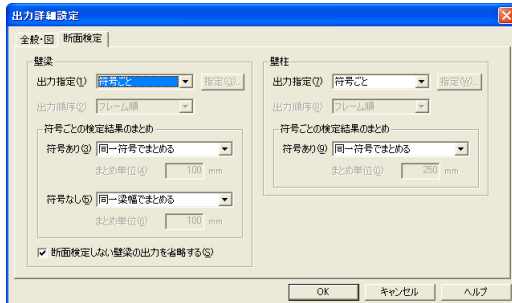 出力詳細設定
全般・図 断面検定
壁梁
出力指定(1) 符号ごと 指定(G)...
出力順序(2) フレーム順
符号ごとの検定結果のまとめ
符号あり(3) 同一符号でまとめる
まとめ単位(4) 100 mm
符号なし(5) 同一梁幅でまとめる
まとめ単位(6) 100 mm
断面検定しない壁梁の出力を省略する(S)
壁柱
出力指定(7) 符号ごと 指定(W)...
出力順序(8) フレーム順
符号ごとの検定結果のまとめ
符号あり(9) 同一符号でまとめる
まとめ単位(0) 250 mm
OK キャンセル ヘルプ